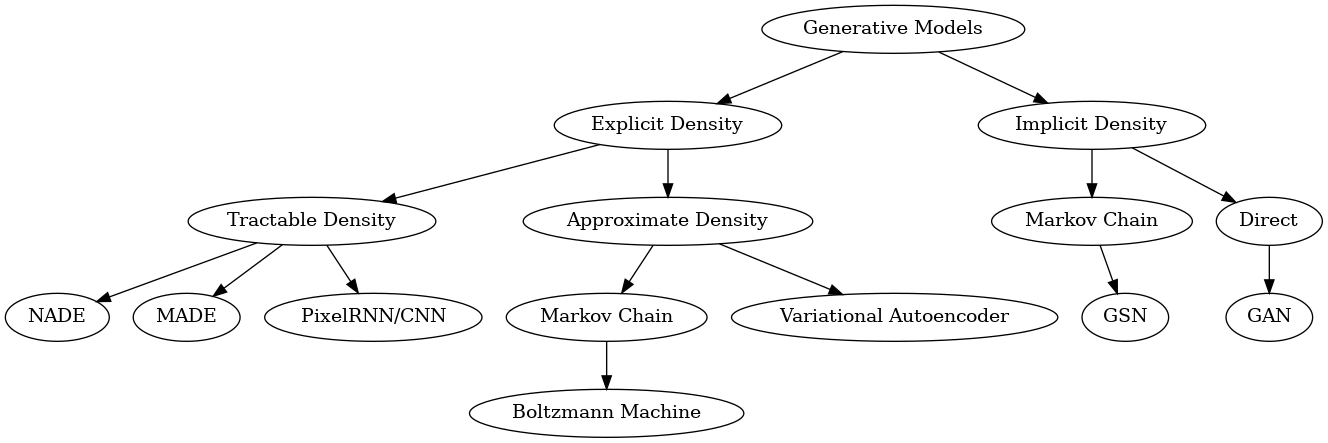 Generative Models
Explicit Density
Implicit Density
Tractable Density
Approximate Density
Markov Chain
Direct
NADE
MADE
PixelRNN/CNN
Markov Chain
Variational Autoencoder
GSN
GAN
Boltzmann Machine